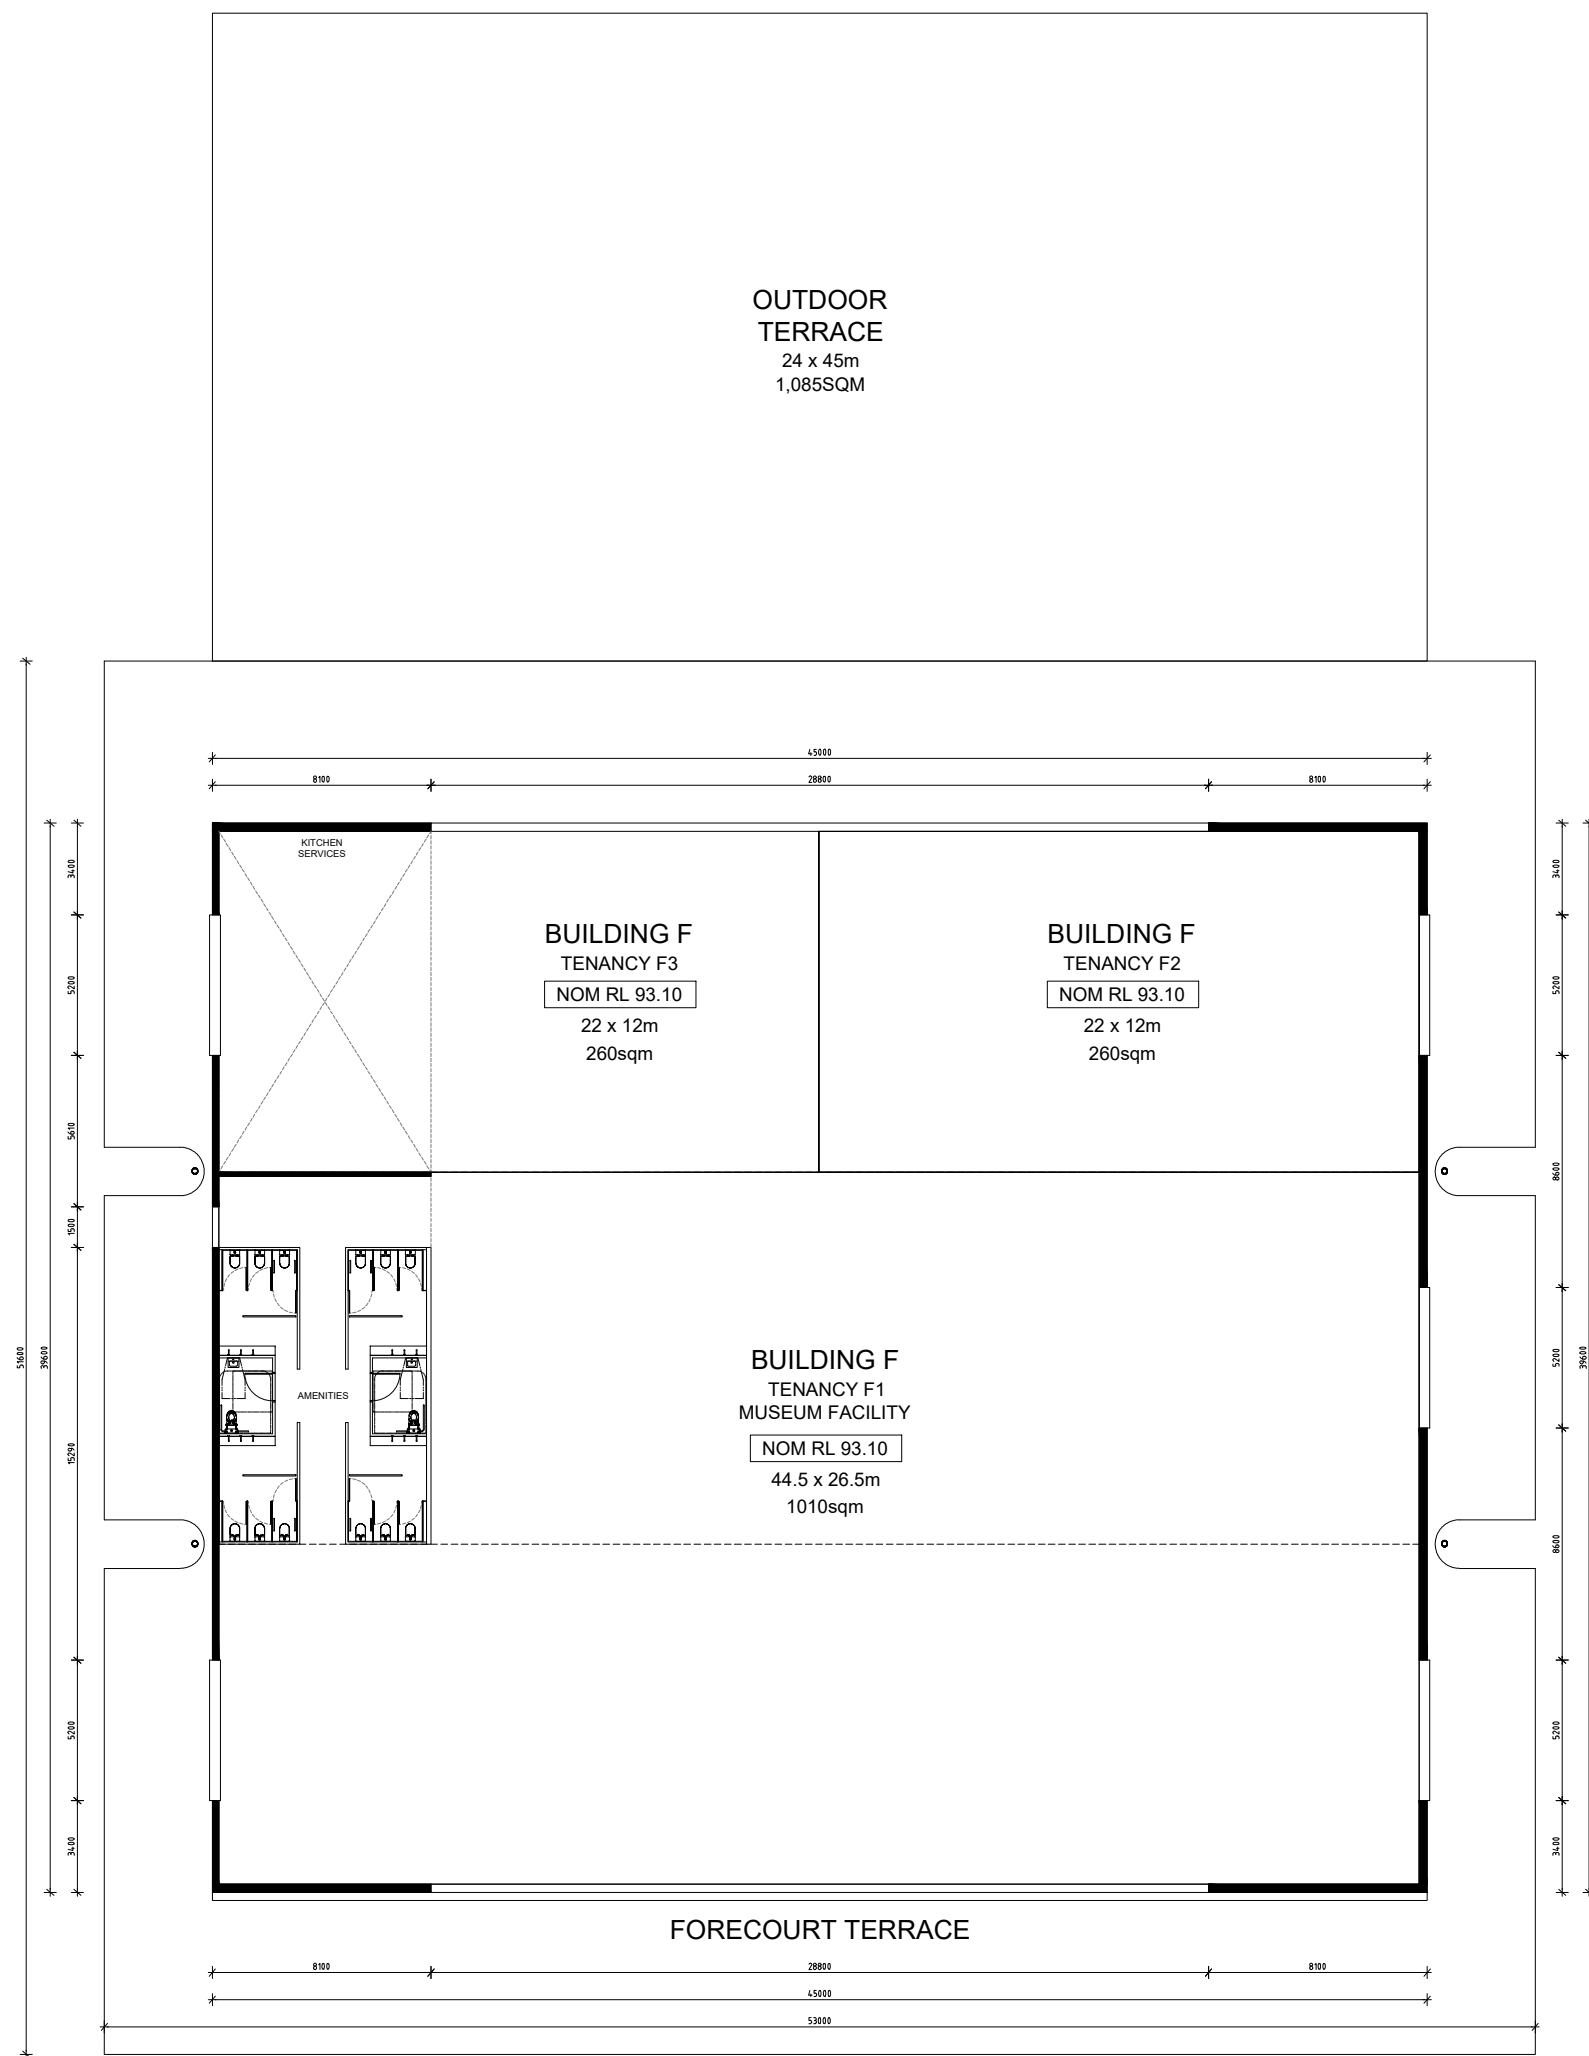 OUTDOOR
TERRACE
24 x 45m
1,085SQM
45000
8100
28800
8100
KITCHEN
SERVICES
BUILDING F
TENANCY F3
NOM RL 93.10
22 x 12m
260sqm
BUILDING F
TENANCY F2
NOM RL 93.10
22 x 12m
260sqm
51600
39600
3400
5200
5610
1500
15290
5200
3400
AMENITIES
BUILDING F
TENANCY F1
MUSEUM FACILITY
NOM RL 93.10
44.5 x 26.5m
1010sqm
3400
5200
8600
5200
8600
5200
3400
39600
FORECOURT TERRACE
8100
28800
8100
45000
53000